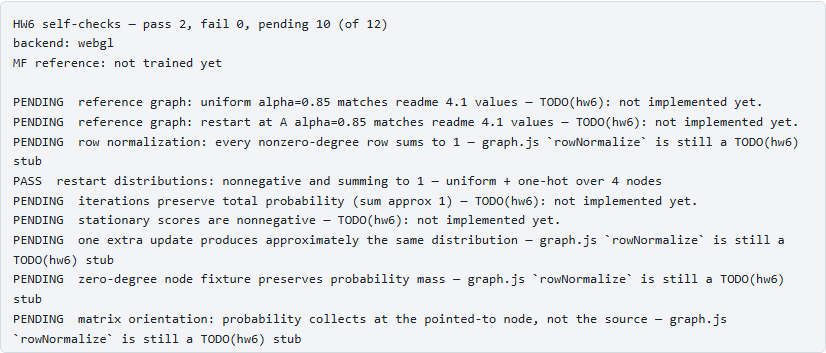 HW6 self-checks — pass 2, fail 0, pending 10 (of 12)
backend: webgl
MF reference: not trained yet
PENDING  reference graph: uniform alpha=0.85 matches readme 4.1 values — TODO(hw6): not implemented yet.
PENDING  reference graph: restart at A alpha=0.85 matches readme 4.1 values — TODO(hw6): not implemented yet.
PENDING  row normalization: every nonzero-degree row sums to 1 — graph.js `rowNormalize` is still a TODO(hw6)
stub
PASS  restart distributions: nonnegative and summing to 1 — uniform + one-hot over 4 nodes
PENDING  iterations preserve total probability (sum approx 1) — TODO(hw6): not implemented yet.
PENDING  stationary scores are nonnegative — TODO(hw6): not implemented yet.
PENDING  one extra update produces approximately the same distribution — graph.js `rowNormalize` is still a
TODO(hw6) stub
PENDING  zero-degree node fixture preserves probability mass — graph.js `rowNormalize` is still a TODO(hw6)
stub
PENDING  matrix orientation: probability collects at the pointed-to node, not the source — graph.js
`rowNormalize` is still a TODO(hw6) stub